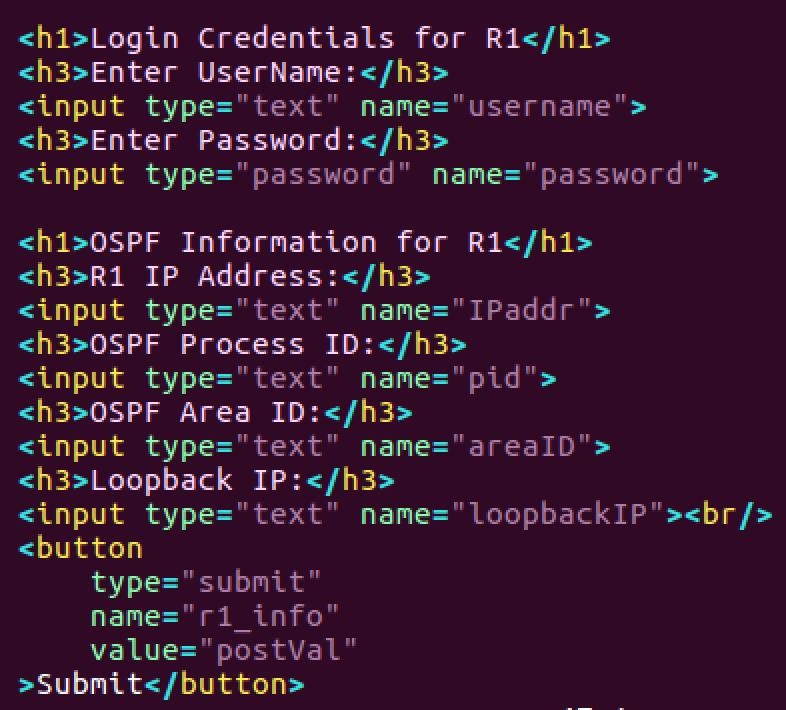 <h1>Login Credentials for R1</h1>
<h3>Enter UserName:</h3>
<input type="text" name="username">
<h3>Enter Password:</h3>
<input type="password" name="password">

<h1>OSPF Information for R1</h1>
<h3>R1 IP Address:</h3>
<input type="text" name="IPaddr">
<h3>OSPF Process ID:</h3>
<input type="text" name="pid">
<h3>OSPF Area ID:</h3>
<input type="text" name="areaID">
<h3>Loopback IP:</h3>
<input type="text" name="loopbackIP"><br/>
<button
    type="submit"
    name="r1_info"
    value="postVal"
>Submit</button>